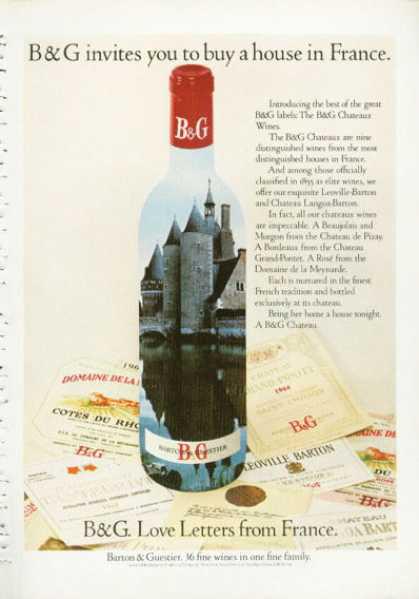 B&G invites you to buy a house in France.
B&G
Introducing the best of the great
B&G labels: The B&G Chateaux
Wines.
The B&G Chateaux are nine
distinguished wines from the most
distinguished houses in France.
And among those officially
classified in 1855 as elite wines, we
offer our exquisite Leoville-Barton
and Chateau Langoa-Barton.
In fact, all our chateaux wines
are impeccable. A Beaujolais and
Morgon from the Chateau de Pizay.
A Bordeaux from the Chateau
Grand-Pontet. A Rosé from the
Domaine de la Meynarde.
Each is nurtured in the finest
French tradition and bottled
exclusively at its chateau.
Bring her home a house tonight.
A B&G Chateau.
DOMAINE DE LA
COTES DU RHO
B&G
1964
B&G
BARTON & GUESTIER
B&G
LEOVILLE BARTON
DOMAINE DE
B&G
B&G. Love Letters from France.
Barton & Guestier. 36 fine wines in one fine family.